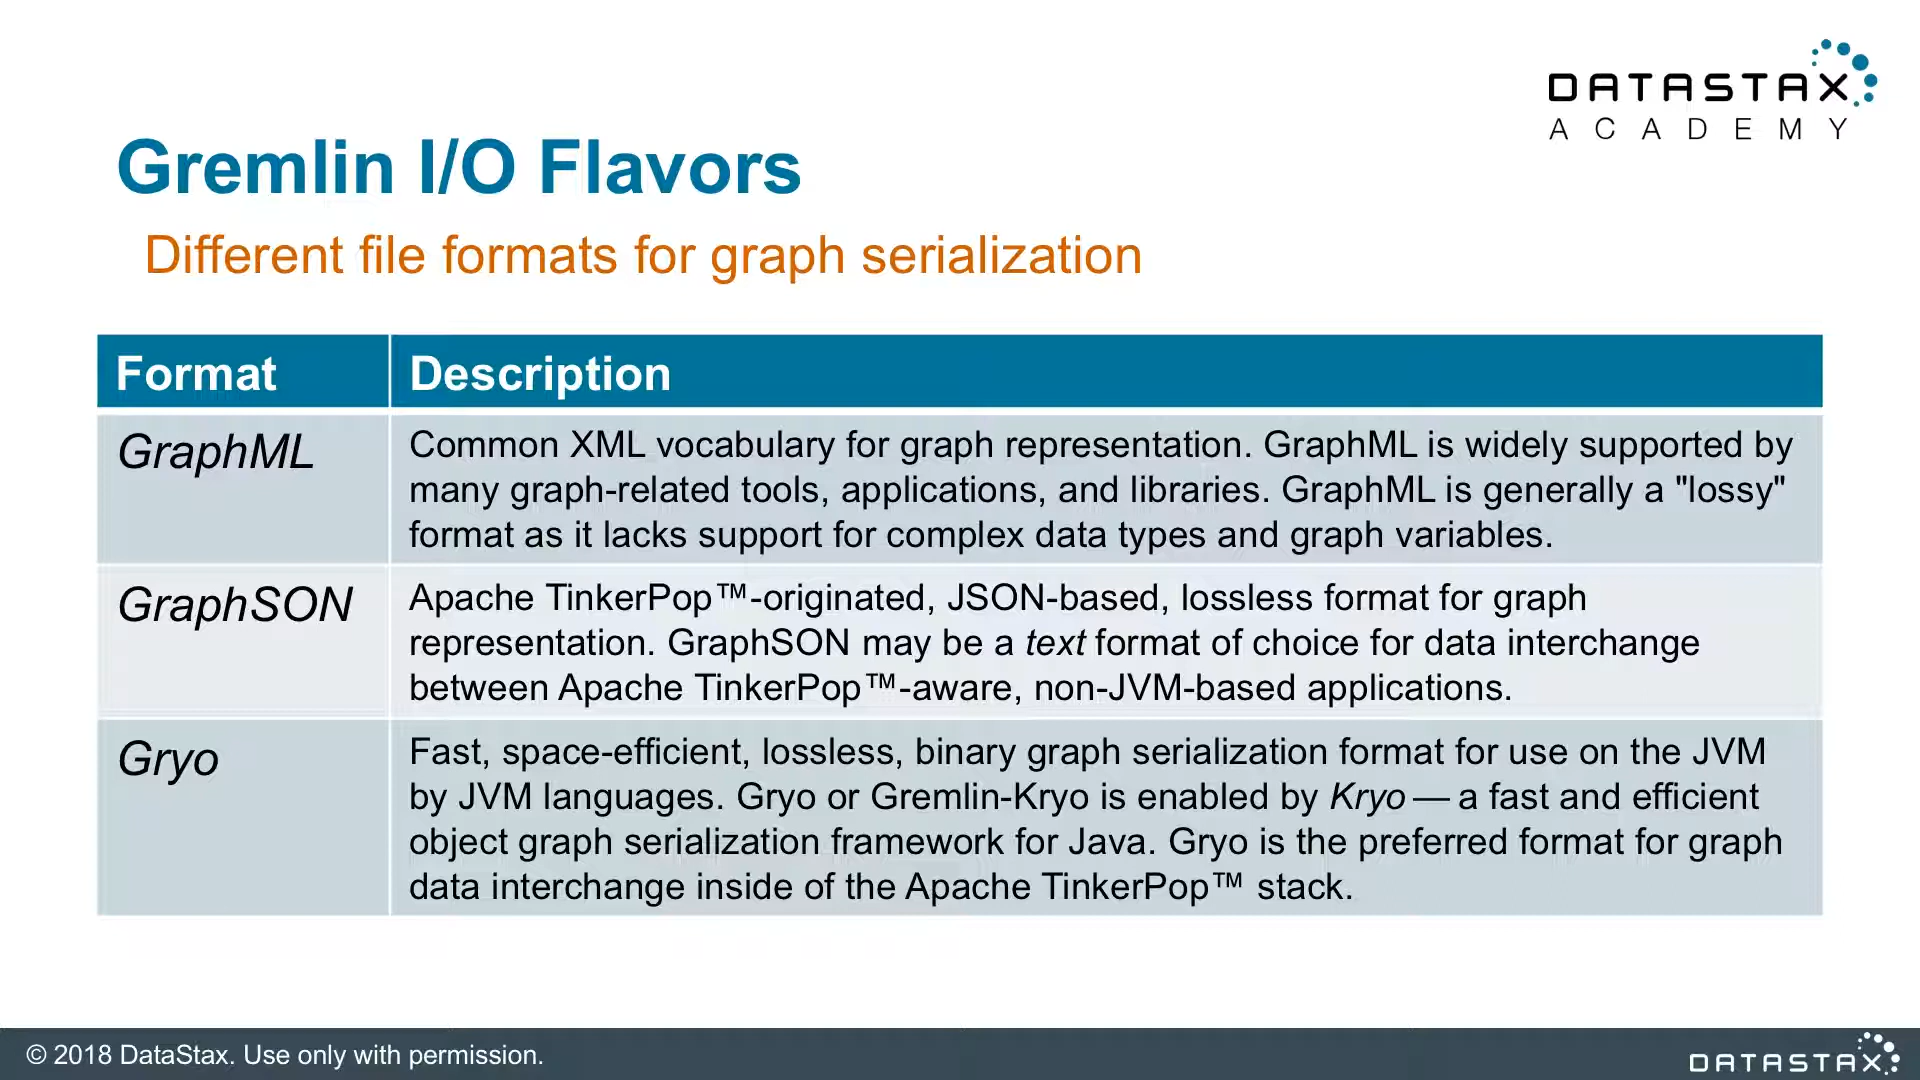 DATASTAX
ACADEMY
Gremlin I/O Flavors
Different file formats for graph serialization
Format
Description
GraphML
Common XML vocabulary for graph representation. GraphML is widely supported by
many graph-related tools, applications, and libraries. GraphML is generally a "lossy"
format as it lacks support for complex data types and graph variables.
GraphSON
Apache TinkerPop™-originated, JSON-based, lossless format for graph
representation. GraphSON may be a text format of choice for data interchange
between Apache TinkerPop™-aware, non-JVM-based applications.
Gryo
Fast, space-efficient, lossless, binary graph serialization format for use on the JVM
by JVM languages. Gryo or Gremlin-Kryo is enabled by Kryo — a fast and efficient
object graph serialization framework for Java. Gryo is the preferred format for graph
data interchange inside of the Apache TinkerPop™ stack.
© 2018 DataStax. Use only with permission.
DATASTAX